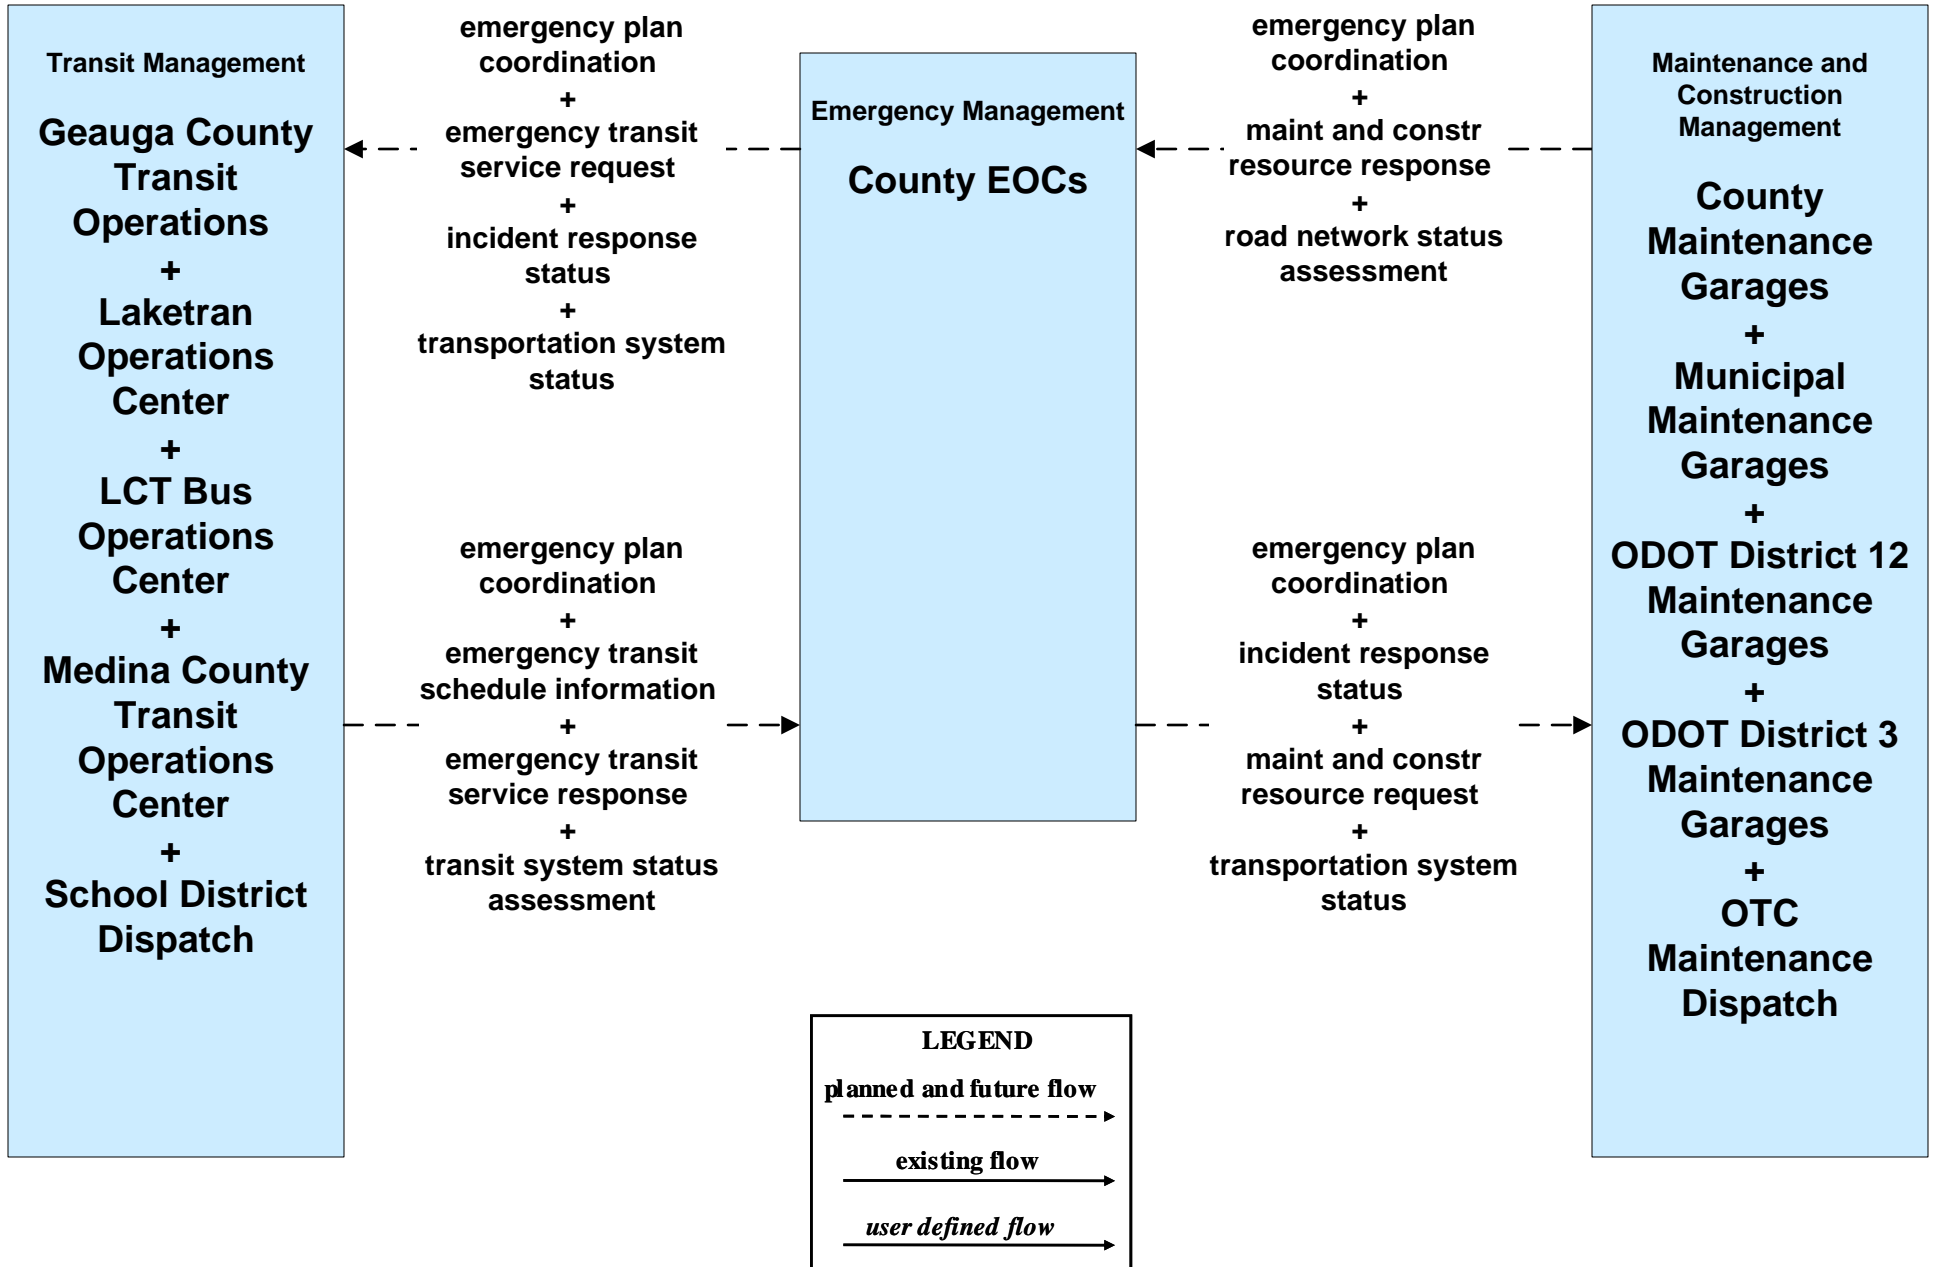 Transit Management
Geauga County
Transit
Operations
+
Laketran
Operations
Center
+
LCT Bus
Operations
Center
+
Medina County
Transit
Operations
Center
+
School District
Dispatch
emergency plan
coordination
+
emergency transit
service request
+
incident response
status
+
transportation system
status
emergency plan
coordination
+
emergency transit
schedule information
+
emergency transit
service response
+
transit system status
assessment
Emergency Management
County EOCs
emergency plan
coordination
+
maint and constr
resource response
+
road network status
assessment
emergency plan
coordination
+
incident response
status
+
maint and constr
resource request
+
transportation system
status
Maintenance and
Construction
Management
County
Maintenance
Garages
+
Municipal
Maintenance
Garages
+
ODOT District 12
Maintenance
Garages
+
ODOT District 3
Maintenance
Garages
+
OTC
Maintenance
Dispatch
LEGEND
planned and future flow
existing flow
user defined flow